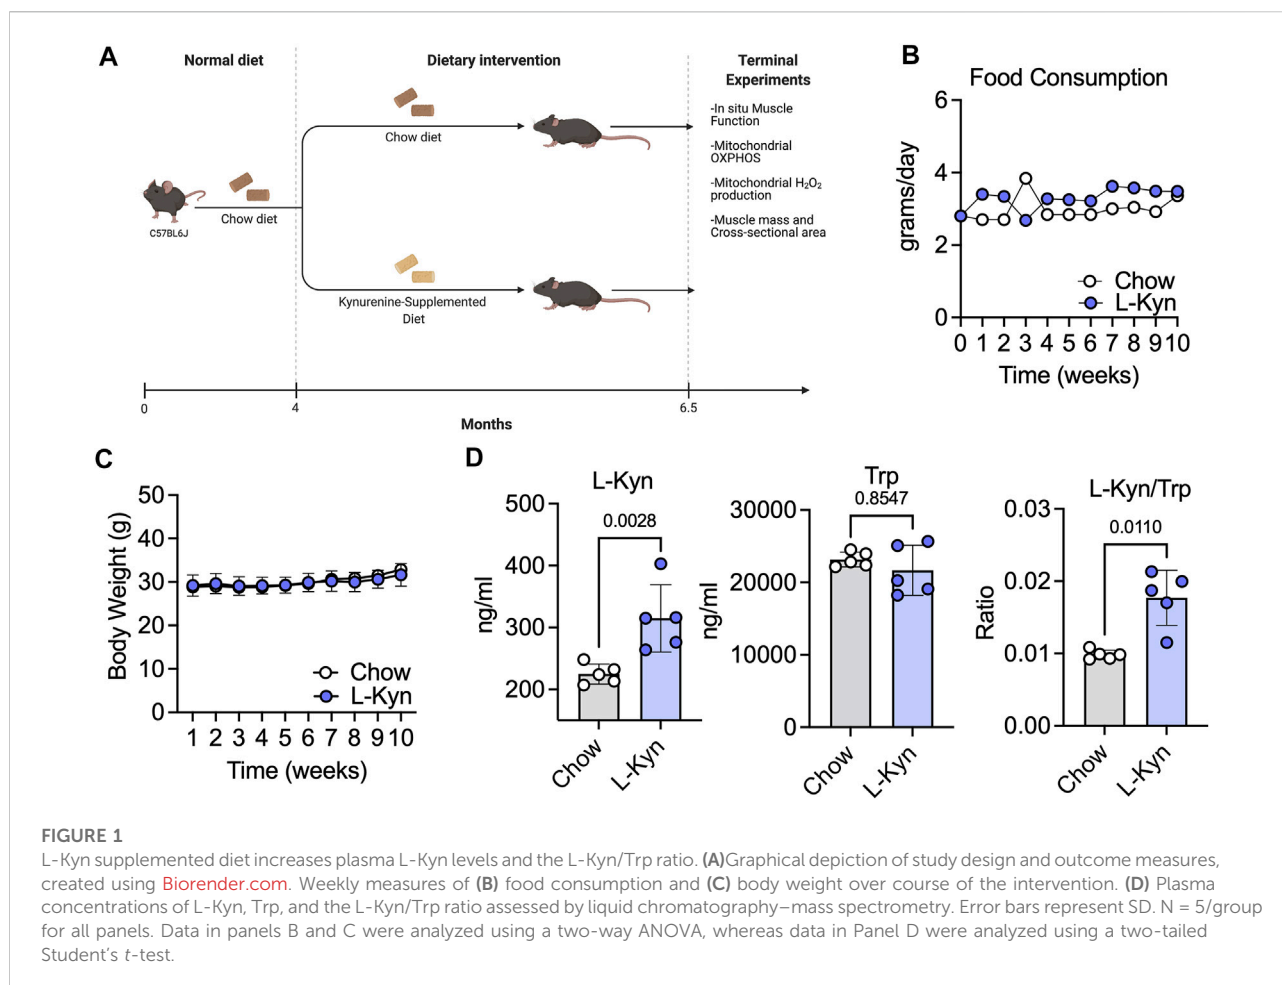 A
Normal diet
Dietary intervention
Terminal
Experiments
Chow diet
C57BL6J
Chow diet
Kynurenine-Supplemented
Diet
-In situ Muscle
Function
-Mitochondrial
OXPHOS
-Mitochondrial H₂O₂
production
-Muscle mass and
Cross-sectional area
0
4
6.5
Months
B
Food Consumption
grams/day
6
4
2
0
Chow
L-Kyn
0 1 2 3 4 5 6 7 8 9 10
Time (weeks)
C
Body Weight (g)
50
40
30
20
10
0
Chow
L-Kyn
1 2 3 4 5 6 7 8 9 10
Time (weeks)
D
L-Kyn
0.0028
ng/ml
500
400
300
200
Chow
L-Kyn
Trp
0.8547
ng/ml
30000
20000
10000
0
Chow
L-Kyn
L-Kyn/Trp
0.0110
Ratio
0.03
0.02
0.01
0.00
Chow
L-Kyn
FIGURE 1
L-Kyn supplemented diet increases plasma L-Kyn levels and the L-Kyn/Trp ratio. (A)Graphical depiction of study design and outcome measures,
created using Biorender.com. Weekly measures of (B) food consumption and (C) body weight over course of the intervention. (D) Plasma
concentrations of L-Kyn, Trp, and the L-Kyn/Trp ratio assessed by liquid chromatography–mass spectrometry. Error bars represent SD. N = 5/group
for all panels. Data in panels B and C were analyzed using a two-way ANOVA, whereas data in Panel D were analyzed using a two-tailed
Student's t-test.